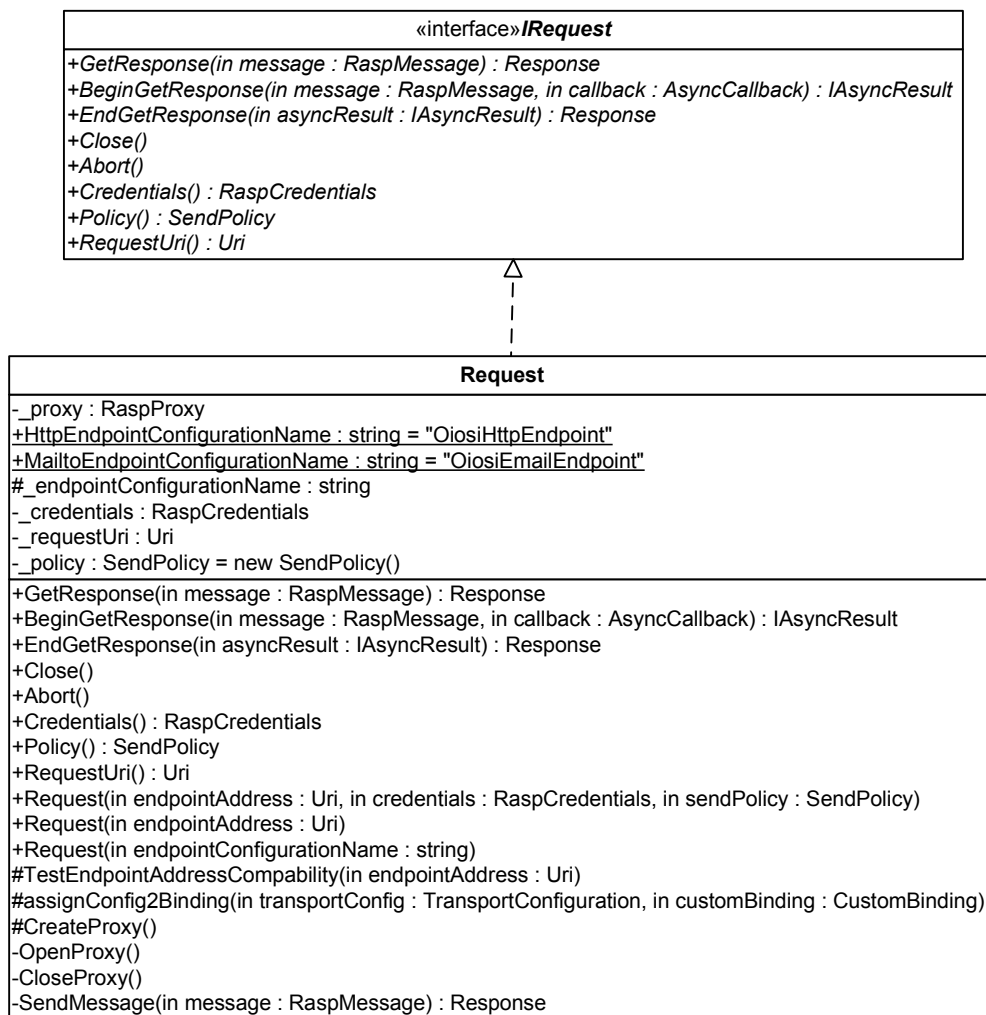 «interface»IRequest
+GetResponse(in message : RaspMessage) : Response
+BeginGetResponse(in message : RaspMessage, in callback : AsyncCallback) : IAsyncResult
+EndGetResponse(in asyncResult : IAsyncResult) : Response
+Close()
+Abort()
+Credentials() : RaspCredentials
+Policy() : SendPolicy
+RequestUri() : Uri
Request
-_proxy : RaspProxy
+HttpEndpointConfigurationName : string = "OiosiHttpEndpoint"
+MailtoEndpointConfigurationName : string = "OiosiEmailEndpoint"
#_endpointConfigurationName : string
-_credentials : RaspCredentials
-_requestUri : Uri
-_policy : SendPolicy = new SendPolicy()
+GetResponse(in message : RaspMessage) : Response
+BeginGetResponse(in message : RaspMessage, in callback : AsyncCallback) : IAsyncResult
+EndGetResponse(in asyncResult : IAsyncResult) : Response
+Close()
+Abort()
+Credentials() : RaspCredentials
+Policy() : SendPolicy
+RequestUri() : Uri
+Request(in endpointAddress : Uri, in credentials : RaspCredentials, in sendPolicy : SendPolicy)
+Request(in endpointAddress : Uri)
+Request(in endpointConfigurationName : string)
#TestEndpointAddressCompability(in endpointAddress : Uri)
#assignConfig2Binding(in transportConfig : TransportConfiguration, in customBinding : CustomBinding)
#CreateProxy()
-OpenProxy()
-CloseProxy()
-SendMessage(in message : RaspMessage) : Response